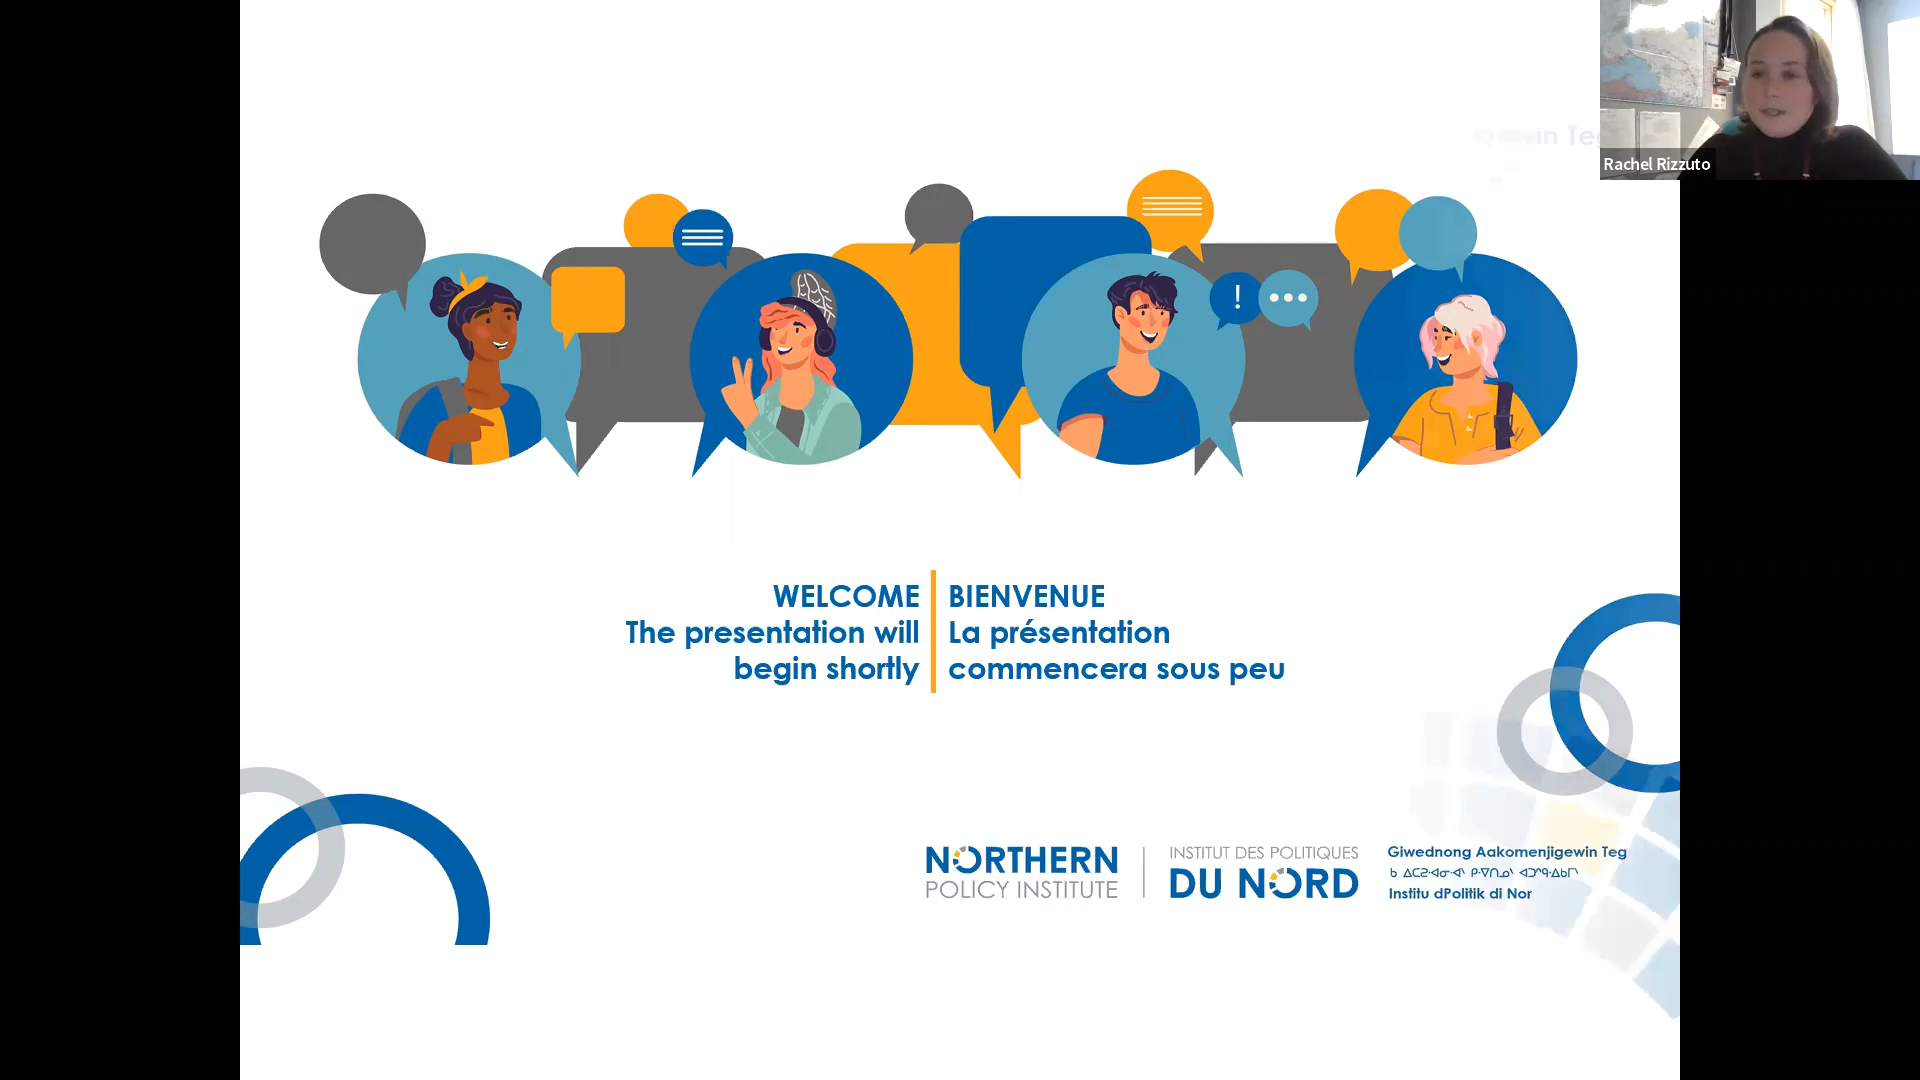 Rachel Rizzuto
WELCOME
The presentation will
begin shortly
BIENVENUE
La présentation
commencera sous peu
NORTHERN
POLICY INSTITUTE
INSTITUT DES POLITIQUES
DU NORD
Giwednong Aakomenjigewin Teg
Institu dPolitik di Nor